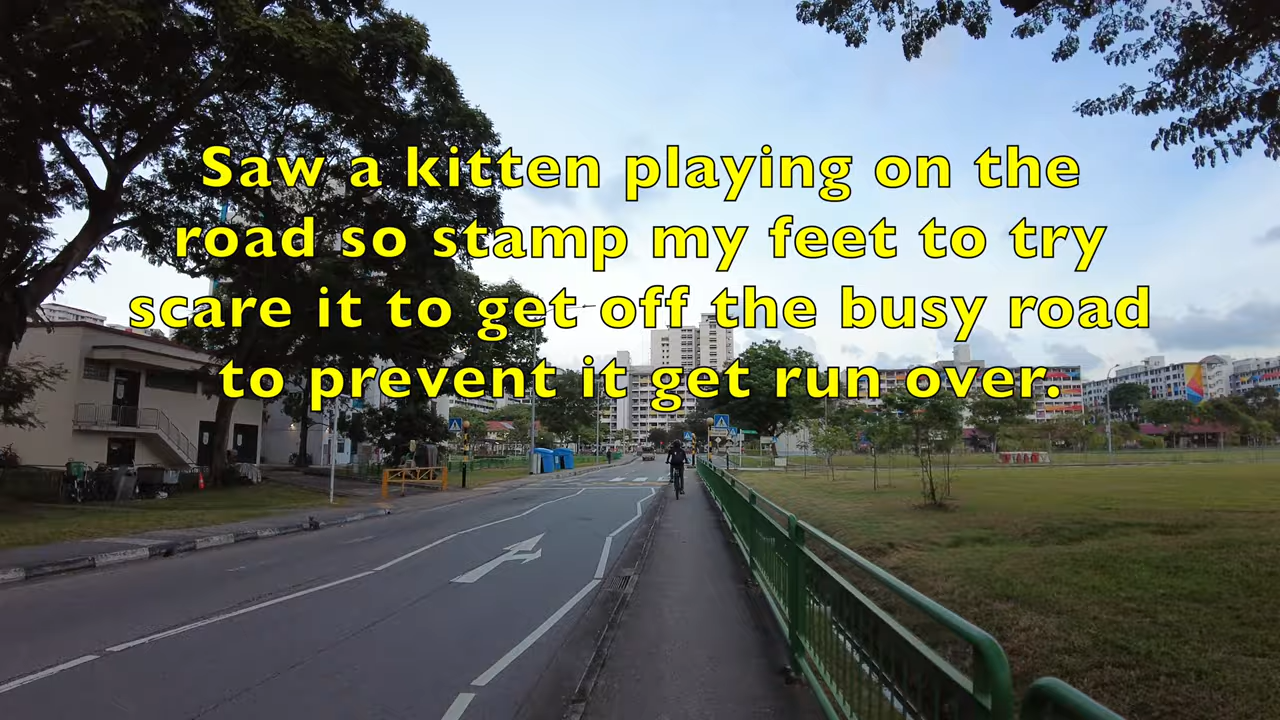 Saw a kitten playing on the
road so stamp my feet to try
scare it to get off the busy road
to prevent it get run over.